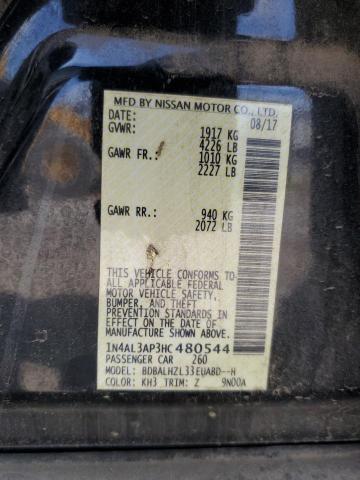 MFD BY NISSAN MOTOR CO., LTD.
DATE: 08/17
GVWR: 1917 KG
4226 LB
GAWR FR.: 1010 KG
2227 LB
GAWR RR.: 940 KG
2072 LB
THIS VEHICLE CONFORMS TO
ALL APPLICABLE FEDERAL
MOTOR VEHICLE SAFETY,
BUMPER, AND THEFT
PREVENTION STANDARDS IN
EFFECT ON THE DATE OF
MANUFACTURE SHOWN ABOVE.
1N4AL3AP3HC480544
PASSENGER CAR 260
MODEL: BDBALHZL33EUABD--H
COLOR: KH3 TRIM: Z 9N00A